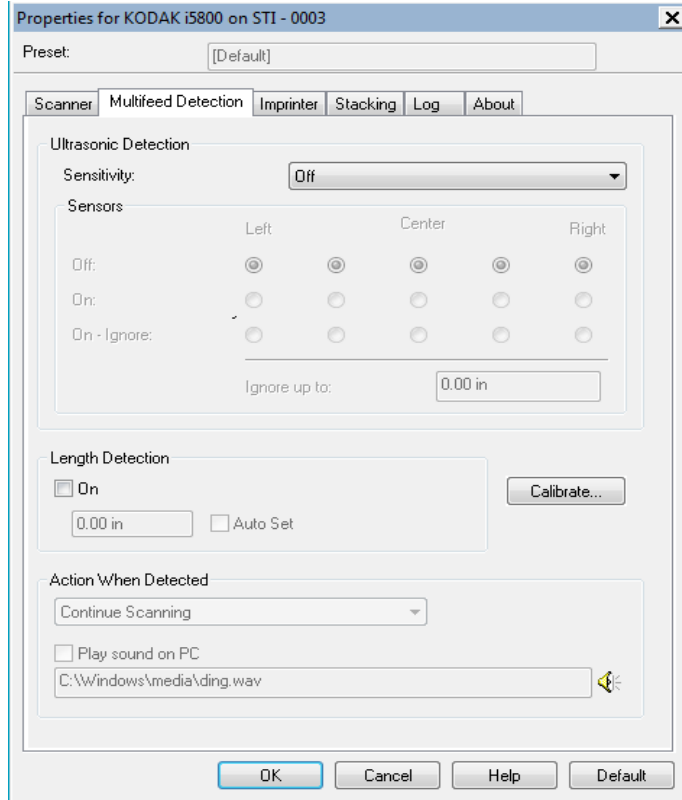 Properties for KODAK i5800 on STI - 0003
Preset: [Default]
Scanner Multifeed Detection Imprinter Stacking Log About
Ultrasonic Detection
Sensitivity: Off
Sensors
Left Center Right
Off:
On:
On - Ignore:
Ignore up to: 0.00 in
Length Detection
On
Calibrate...
0.00 in Auto Set
Action When Detected
Continue Scanning
Play sound on PC
C:\Windows\media\ding.wav
OK Cancel Help Default